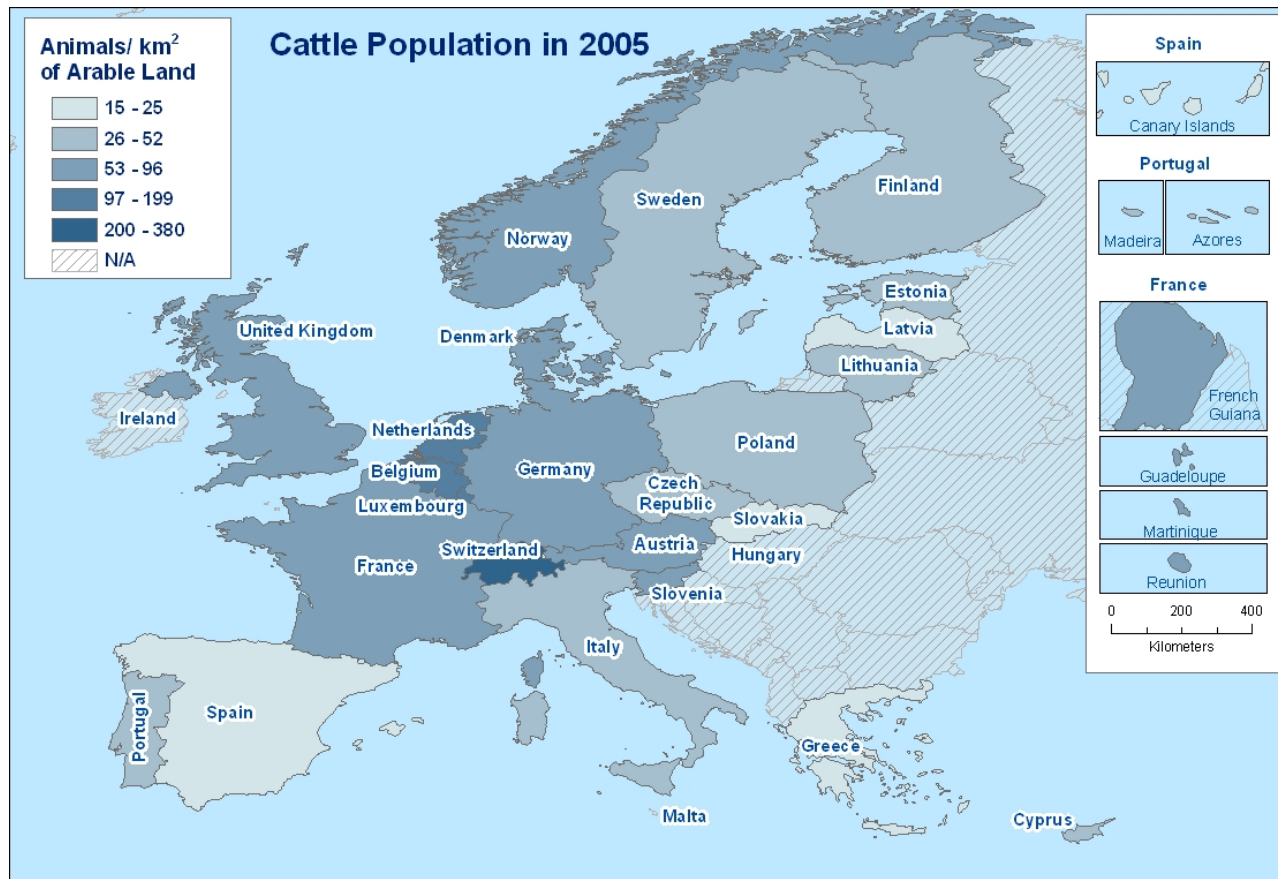 Cattle Population in 2005
Animals/ km²
of Arable Land
15 - 25
26 - 52
53 - 96
97 - 199
200 - 380
N/A
Norway
Sweden
Finland
Estonia
Latvia
Lithuania
United Kingdom
Denmark
Ireland
Netherlands
Belgium
Luxembourg
Germany
Poland
Czech
Republic
Slovakia
Switzerland
Austria
Hungary
France
Slovenia
Italy
Portugal
Spain
Greece
Malta
Cyprus
Spain
Canary Islands
Portugal
Madeira
Azores
France
French
Guiana
Guadeloupe
Martinique
Reunion
0 200 400
Kilometers